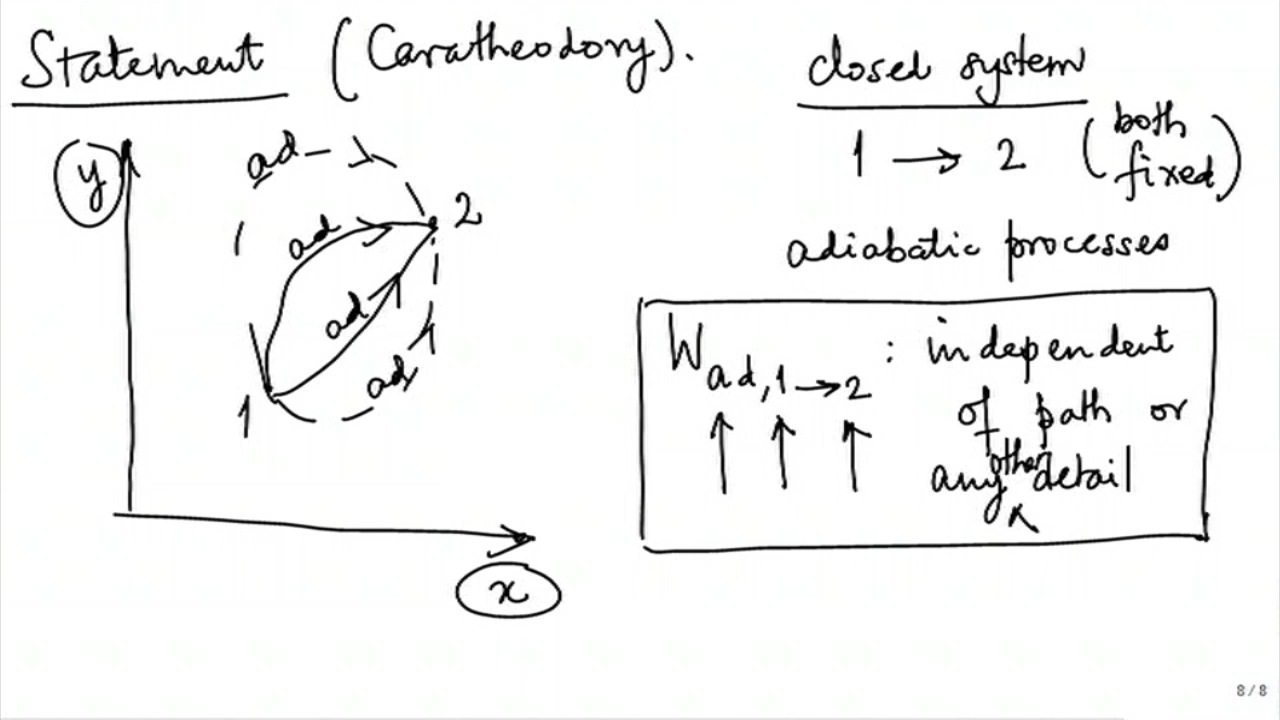 Statement (Caratheodory).
closed system
1 → 2 (both fixed)
adiabatic processes
y
ad
ad
ad
ad
2
1
x
W ad,1→2 : independent
of path or
any other detail
8/8